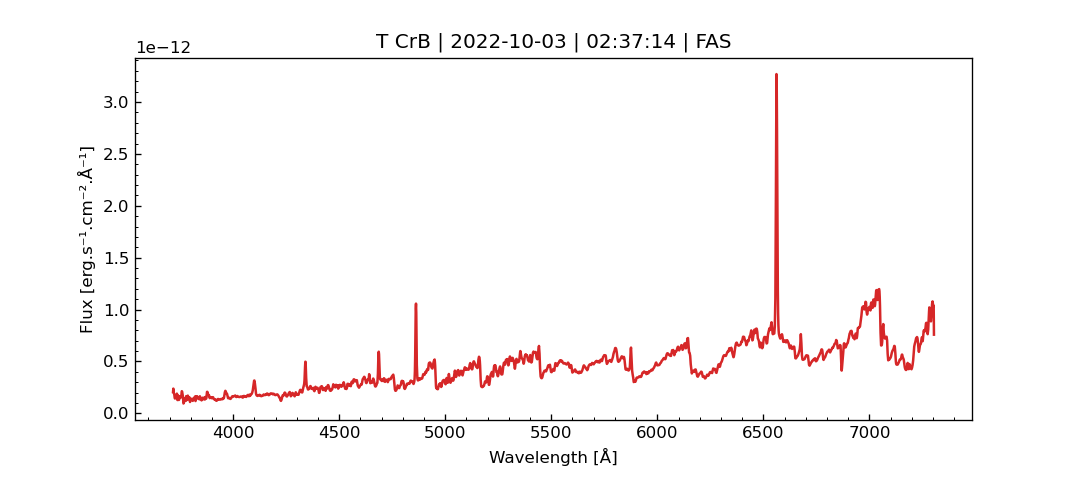 T CrB | 2022-10-03 | 02:37:14 | FAS
1e−12
3.0
2.5
2.0
1.5
1.0
0.5
0.0
Flux [erg.s⁻¹.cm⁻².Å⁻¹]
4000 4500 5000 5500 6000 6500 7000
Wavelength [Å]